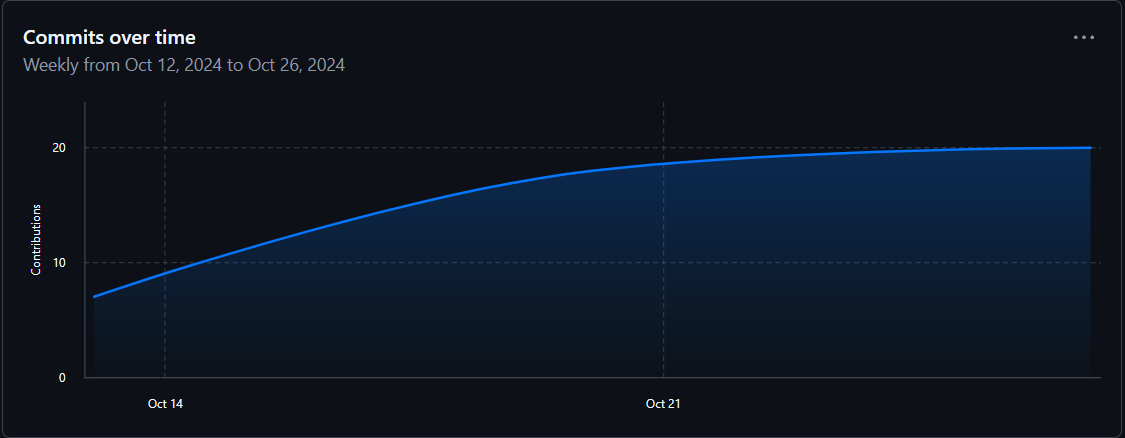 Commits over time
Weekly from Oct 12, 2024 to Oct 26, 2024
Contributions
20
10
0
Oct 14
Oct 21